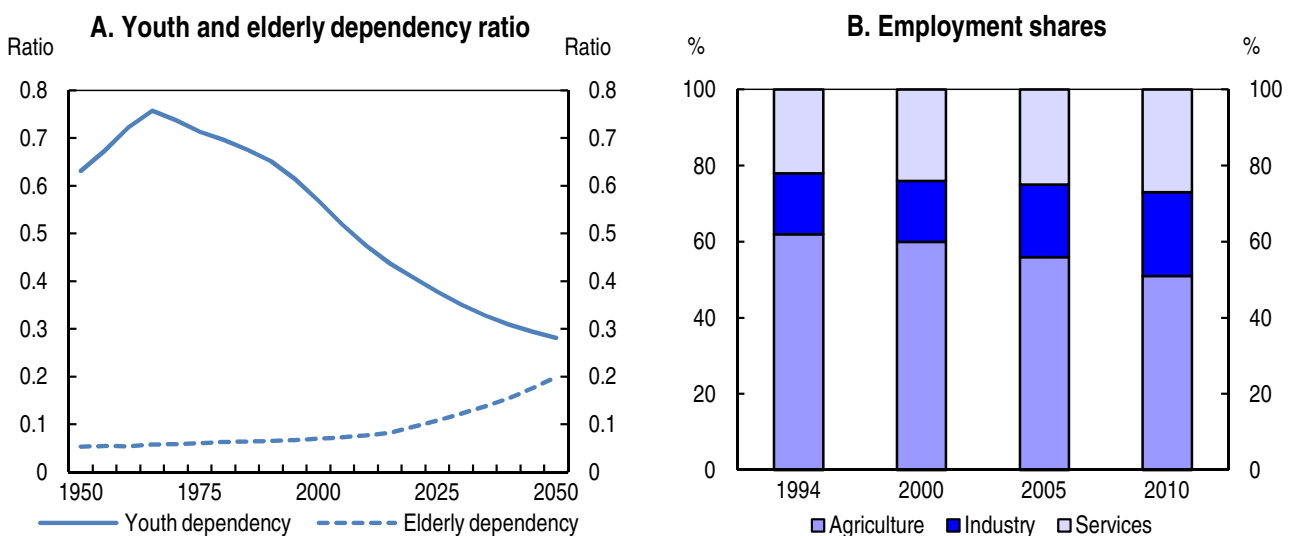 A. Youth and elderly dependency ratio
Ratio Ratio
0.8 0.8
0.7 0.7
0.6 0.6
0.5 0.5
0.4 0.4
0.3 0.3
0.2 0.2
0.1 0.1
0 0
1950 1975 2000 2025 2050
Youth dependency Elderly dependency
B. Employment shares
% %
100 100
80 80
60 60
40 40
20 20
0 0
1994 2000 2005 2010
Agriculture Industry Services